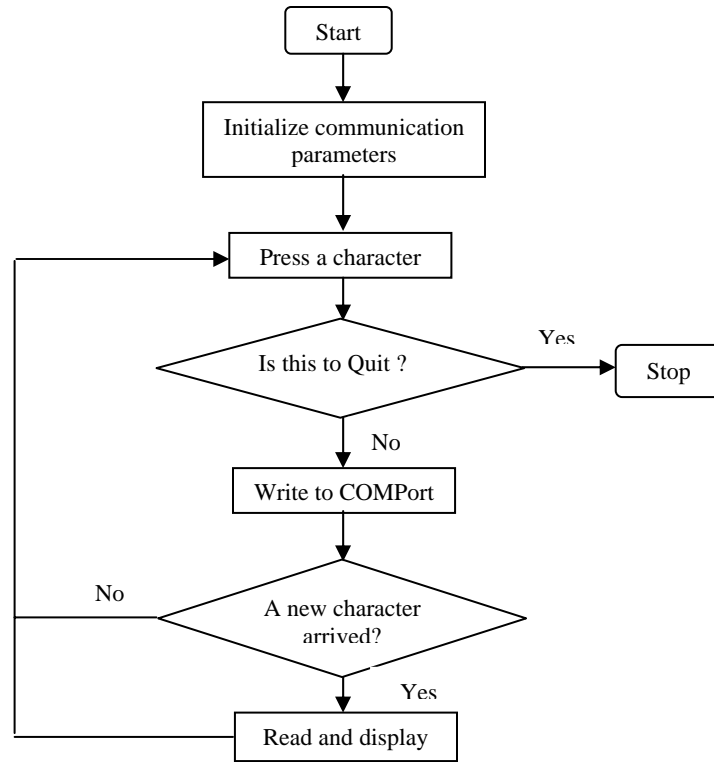 Start
Initialize communication
parameters
Press a character
Is this to Quit ?
Yes
Stop
No
Write to COMPort
No
A new character
arrived?
Yes
Read and display